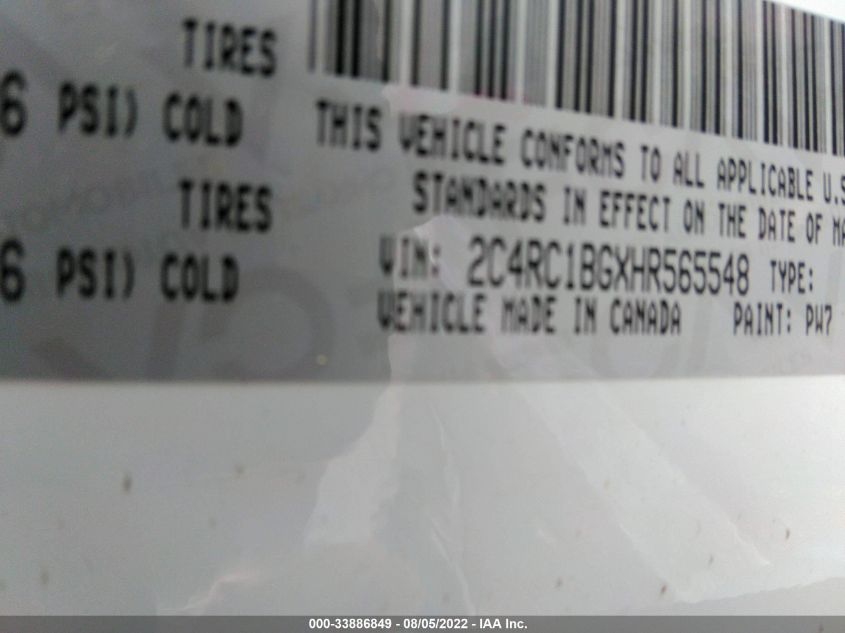 TIRES
6 PSI) COLD
TIRES
6 PSI) COLD
THIS VEHICLE CONFORMS TO ALL APPLICABLE U.S
STANDARDS IN EFFECT ON THE DATE OF MA
VIN: 2C4RC1BGXHR565548 TYPE:
VEHICLE MADE IN CANADA PAINT: PW7
000-33886849 - 08/05/2022 - IAA Inc.